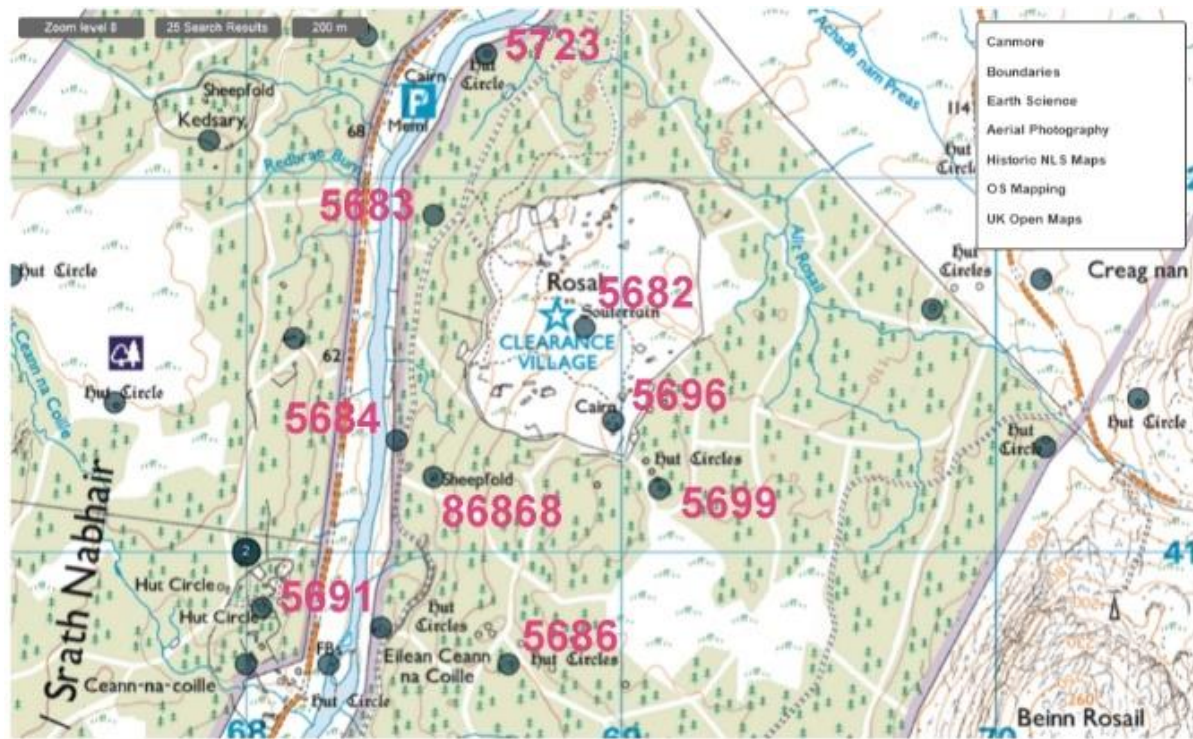 Zoom level 8
25 Search Results
200 m
Canmore
Boundaries
Earth Science
Aerial Photography
Historic NLS Maps
OS Mapping
UK Open Maps
5723
Hut
Circle
Cairn
P
Meml
Sheepfold
Kedsary
68
Redbrae Burn
Achadh nam Preas
114
Hut
Circle
5683
Hut Circle
Rosal
5682
Souterrain
CLEARANCE
VILLAGE
Allt Rosail
Hut
Circles
Creag nan
62
Ceann na Coille
Hut Circle
5684
Cairn
5696
Hut Circle
Hut
Circle
Hut Circles
Sheepfold
86868
5699
Srath Nabhair
2
41
Hut Circle
Hut Circle
5691
Hut
Circles
5686
Hut Circles
Eilean Ceann
na Coille
FBs
Ceann-na-coille
Hut Circle
200
260
68
69
70
Beinn Rosail